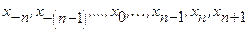 x_{-n}, x_{-(n-1)}, ..., x_0, ..., x_{n-1}, x_n, x_{n+1}